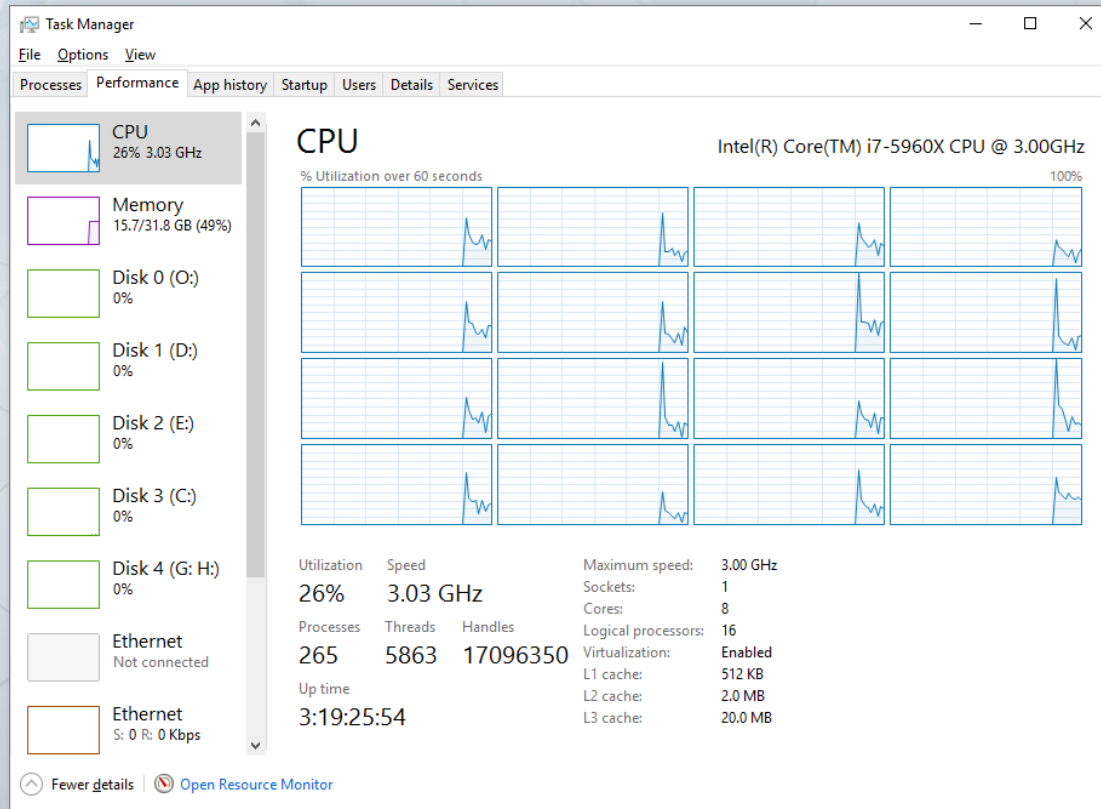 Task Manager
File Options View
Processes Performance App history Startup Users Details Services
CPU
26% 3.03 GHz
Memory
15.7/31.8 GB (49%)
Disk 0 (O:)
0%
Disk 1 (D:)
0%
Disk 2 (E:)
0%
Disk 3 (C:)
0%
Disk 4 (G: H:)
0%
Ethernet
Not connected
Ethernet
S: 0 R: 0 Kbps
CPU Intel(R) Core(TM) i7-5960X CPU @ 3.00GHz
% Utilization over 60 seconds 100%
Utilization Speed
26% 3.03 GHz
Processes Threads Handles
265 5863 17096350
Up time
3:19:25:54
Maximum speed: 3.00 GHz
Sockets: 1
Cores: 8
Logical processors: 16
Virtualization: Enabled
L1 cache: 512 KB
L2 cache: 2.0 MB
L3 cache: 20.0 MB
Fewer details Open Resource Monitor